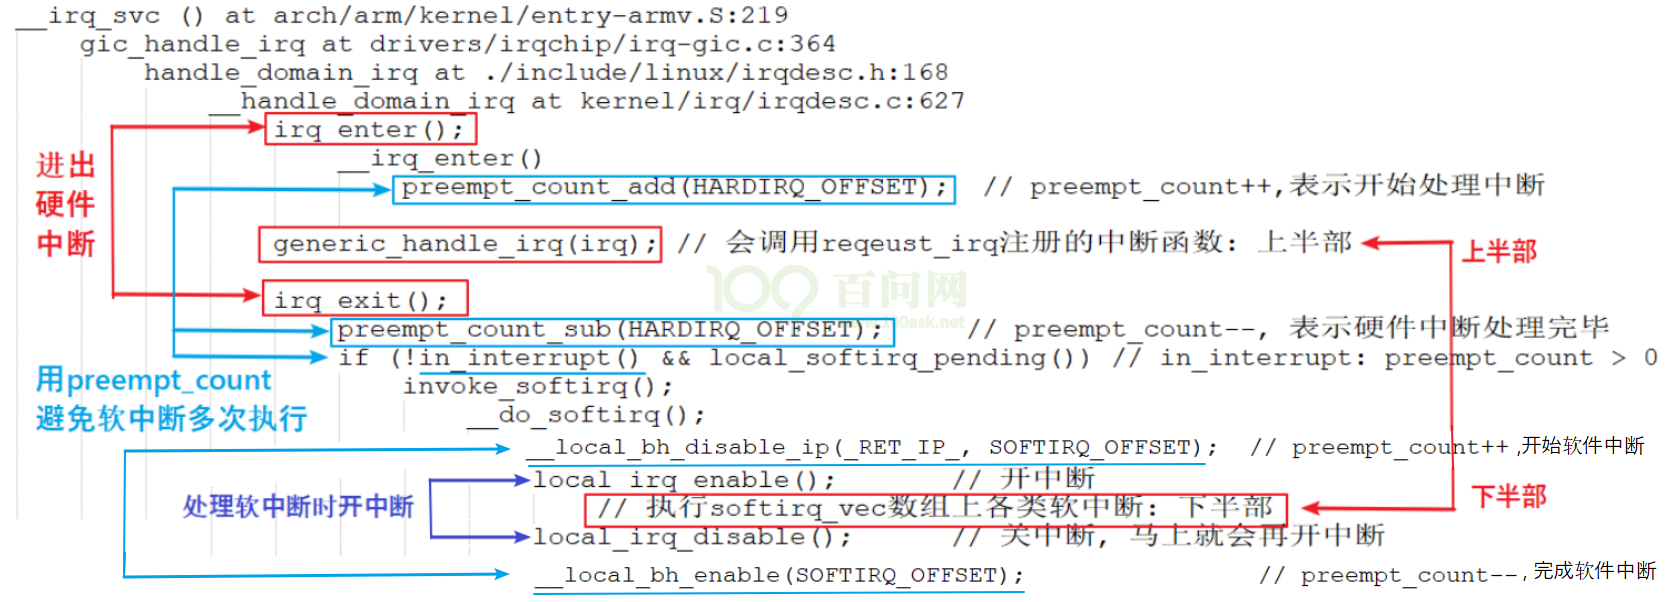 __irq_svc () at arch/arm/kernel/entry-armv.S:219
gic_handle_irq at drivers/irqchip/irq-gic.c:364
handle_domain_irq at ./include/linux/irqdesc.h:168
__handle_domain_irq at kernel/irq/irqdesc.c:627
irq_enter();
__irq_enter()
preempt_count_add(HARDIRQ_OFFSET); // preempt_count++,表示开始处理中断
进出
硬件
中断
generic_handle_irq(irq); // 会调用reqeust_irq注册的中断函数: 上半部
上半部
100 百问网
www.100ask.net
irq_exit();
preempt_count_sub(HARDIRQ_OFFSET); // preempt_count--, 表示硬件中断处理完毕
if (!in_interrupt() && local_softirq_pending()) // in_interrupt: preempt_count > 0
invoke_softirq();
__do_softirq();
用preempt_count
避免软中断多次执行
__local_bh_disable_ip(_RET_IP_, SOFTIRQ_OFFSET); // preempt_count++ ,开始软件中断
local_irq_enable(); // 开中断
处理软中断时开中断
// 执行softirq_vec数组上各类软中断: 下半部
下半部
local_irq_disable(); // 关中断, 马上就会再开中断
__local_bh_enable(SOFTIRQ_OFFSET); // preempt_count--, 完成软件中断